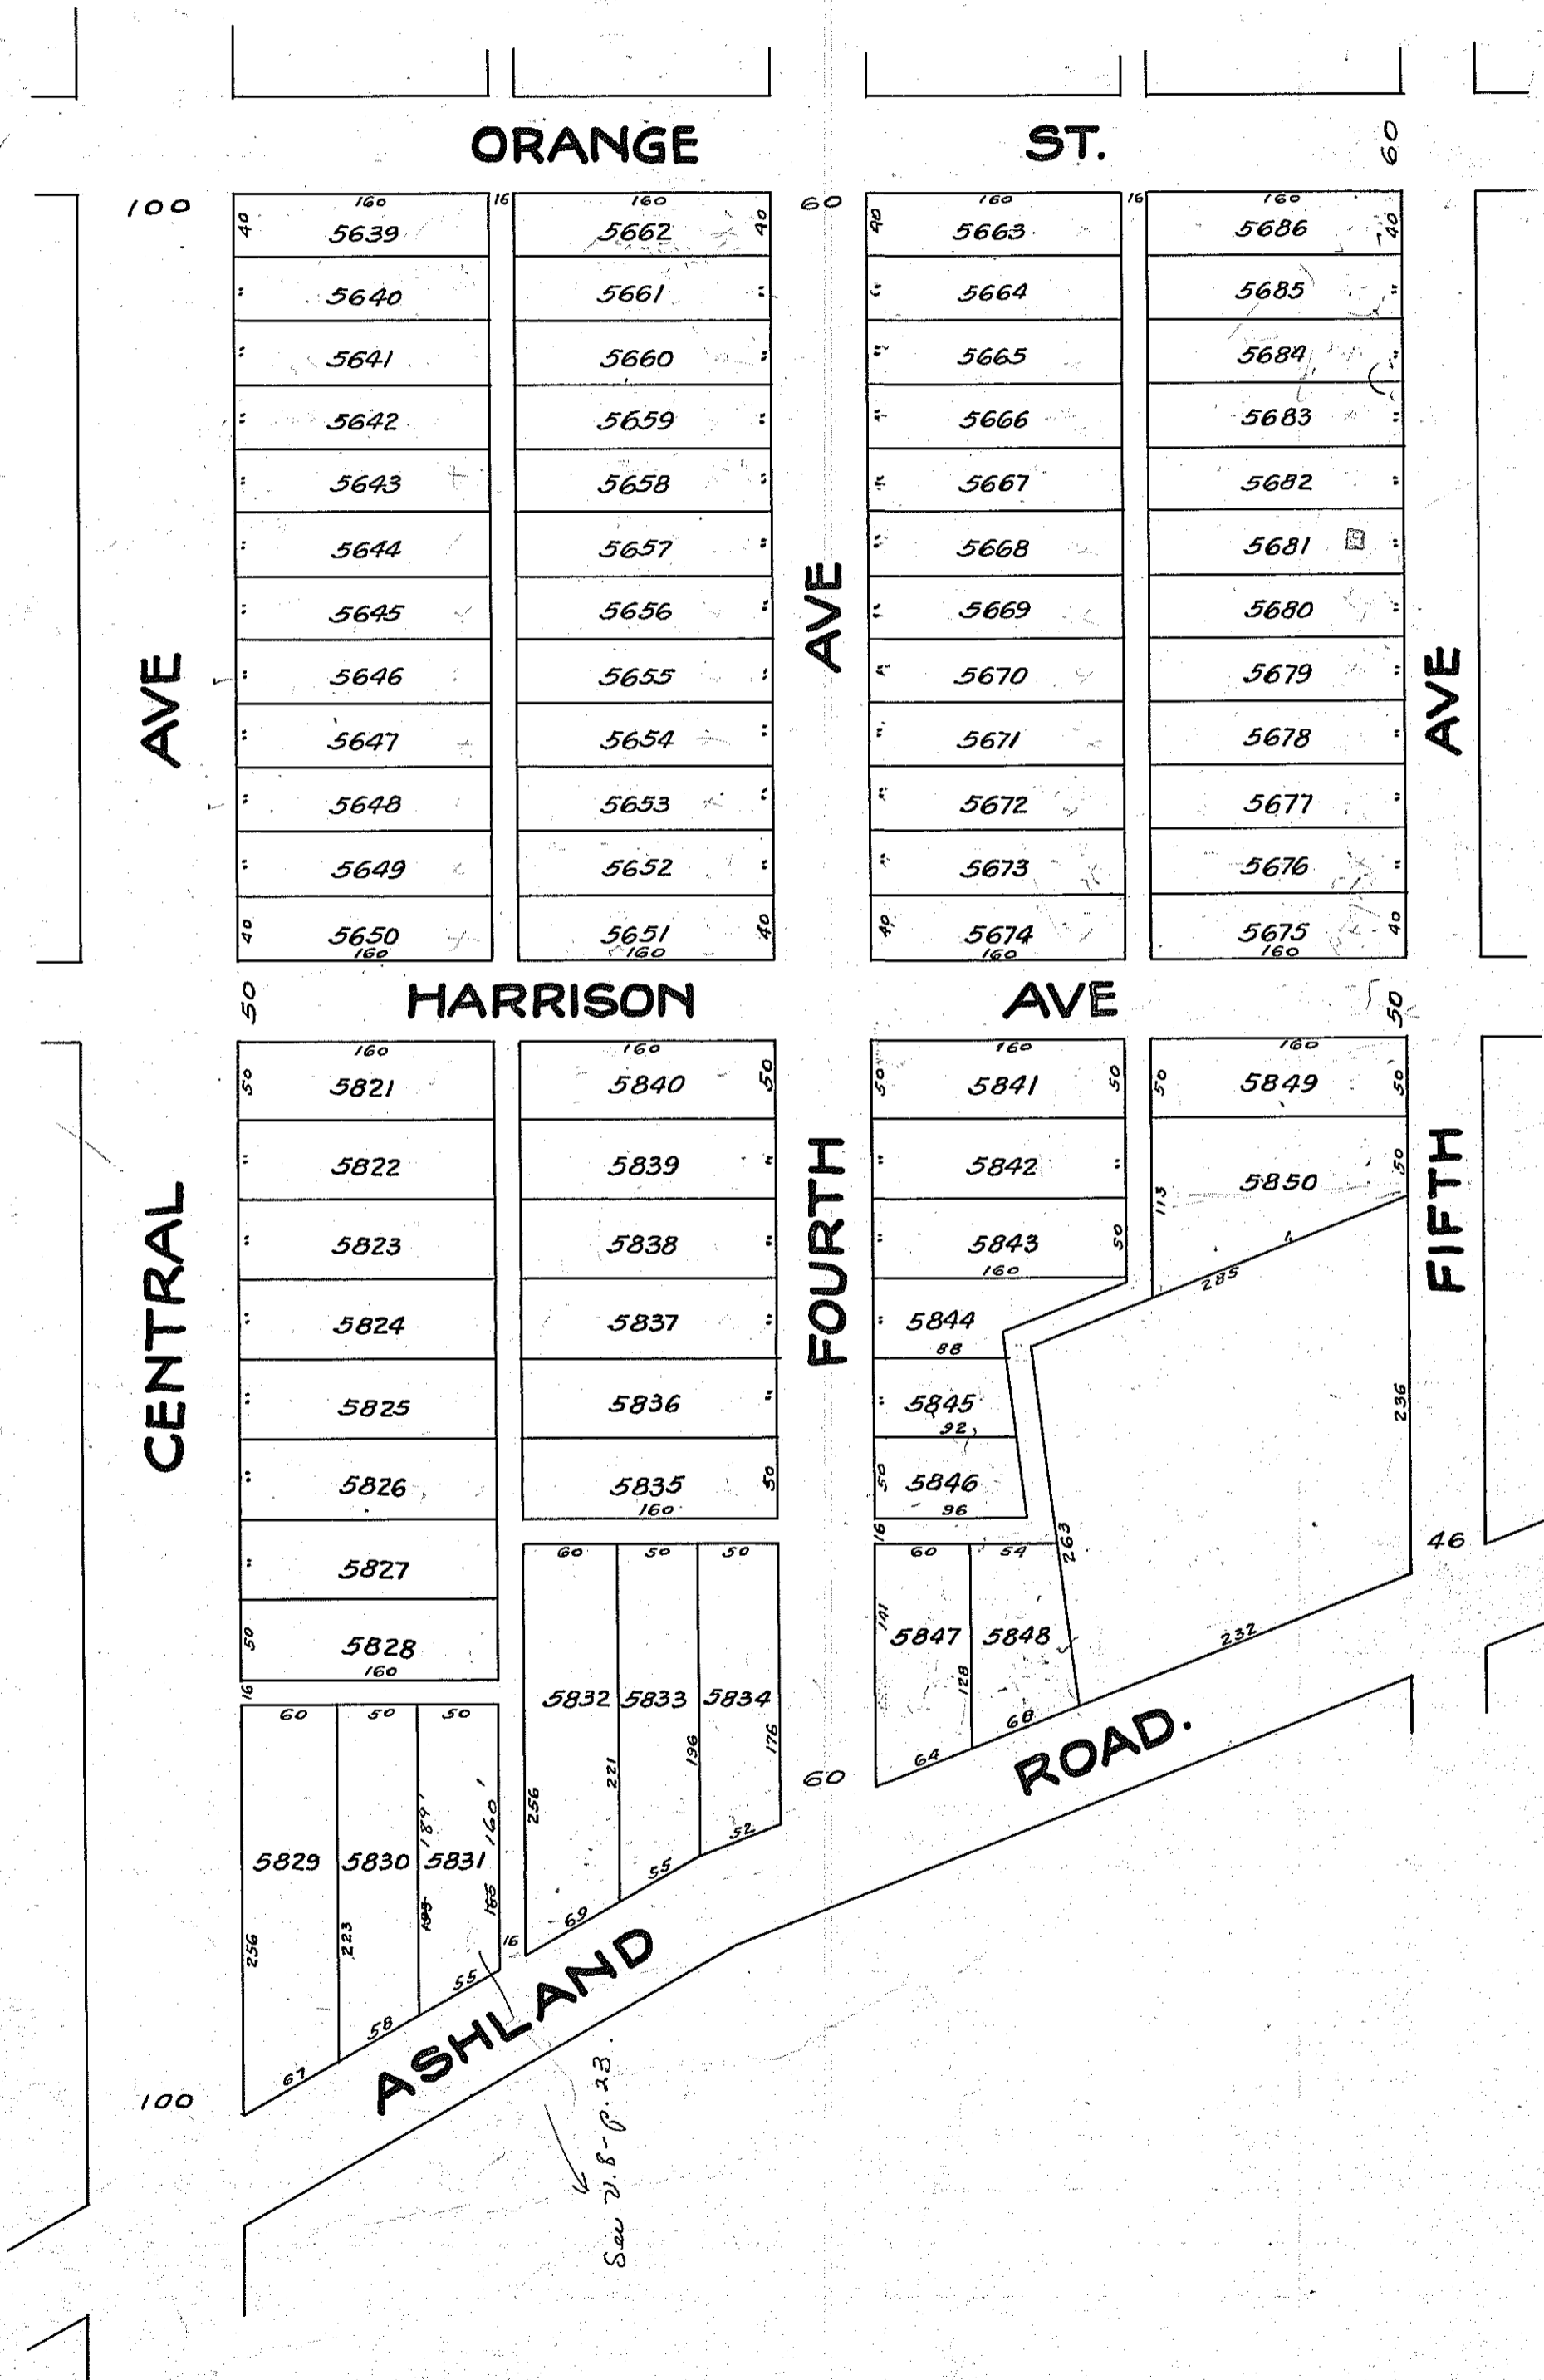 ORANGE ST. 60
100 160 16 160 60 160 16 160
40 5639 5662 40 40 5663 5686 40
" 5640 5661 " " 5664 5685 "
" 5641 5660 " " 5665 5684 "
" 5642 5659 " " 5666 5683 "
" 5643 5658 " " 5667 5682 "
" 5644 5657 " " 5668 5681 "
" 5645 5656 " " 5669 5680 "
" 5646 5655 " " 5670 5679 "
" 5647 5654 " " 5671 5678 "
" 5648 5653 " " 5672 5677 "
" 5649 5652 " " 5673 5676 "
40 5650 5651 40 40 5674 5675 40
160 160 160 160
AVE AVE AVE
50 HARRISON AVE 50
160 160 160 160
50 5821 5840 50 50 5841 50 50 5849 50
" 5822 5839 " " 5842 " 113 5850 50
" 5823 5838 " " 5843 50
160 285
" 5824 5837 " " 5844
88
" 5825 5836 " " 5845 236
92
" 5826 5835 50 50 5846
160 96
CENTRAL FOURTH FIFTH
16 46
" 5827 60 50 50 60 54 263
50 5828 141 5847 5848 232
160 128
16 5832 5833 5834
60 50 50 256 221 196 176 64 68
60 ROAD.
189' 160'
5829 5830 5831 69 55 52
256 223 193 185 16
67 58 55
100 ASHLAND
See v. 8 - p. 23.